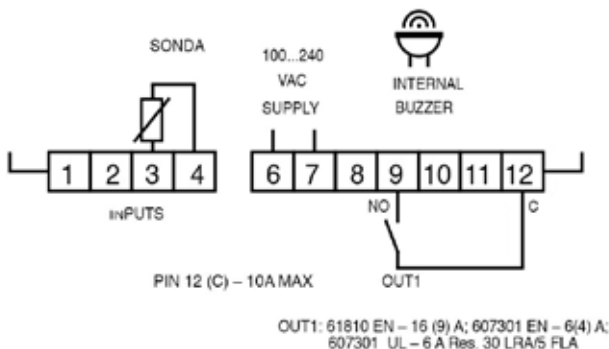 SONDA
100...240
VAC
SUPPLY
INTERNAL
BUZZER
1 2 3 4
6 7 8 9 10 11 12
INPUTS
NO
C
PIN 12 (C) – 10A MAX
OUT1
OUT1: 61810 EN – 16 (9) A; 607301 EN – 6(4) A;
607301 UL – 6 A Res. 30 LRA/5 FLA